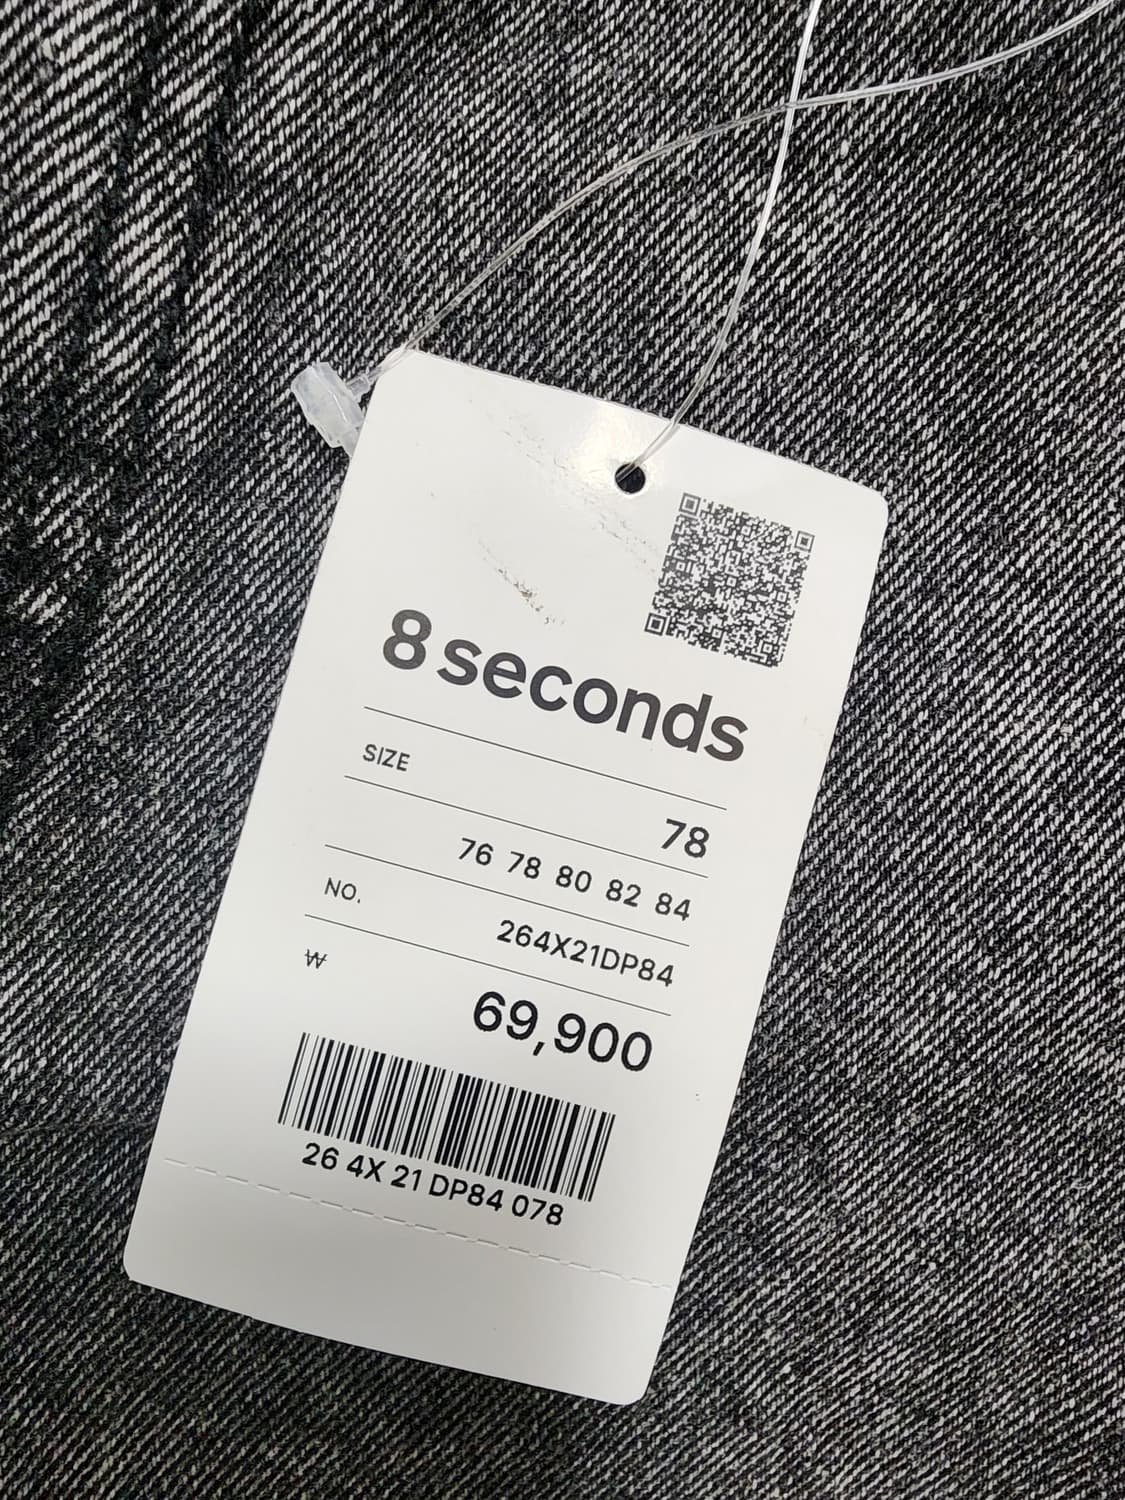 8 seconds
SIZE
78
76 78 80 82 84
NO.
264X21DP84
₩
69,900
26 4X 21 DP84 078